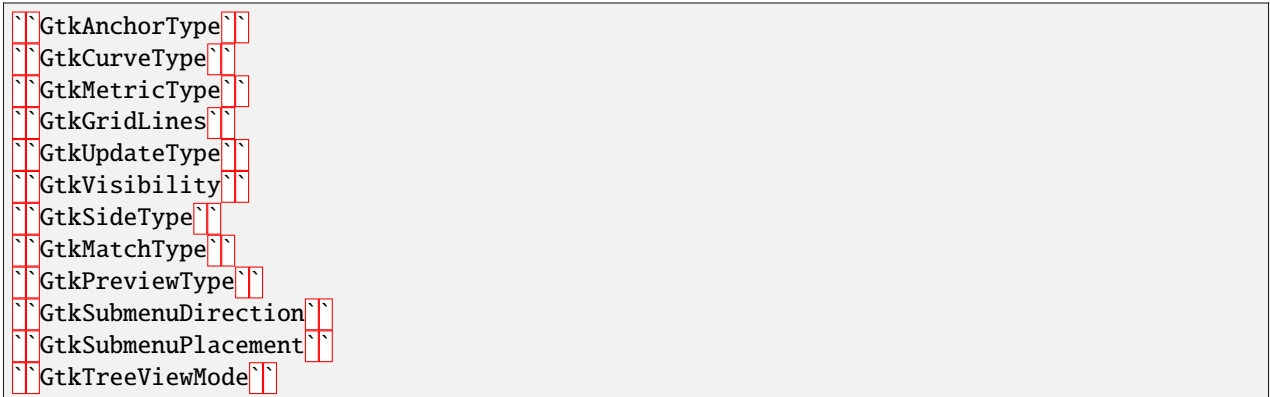 ``GtkAnchorType``
``GtkCurveType``
``GtkMetricType``
``GtkGridLines``
``GtkUpdateType``
``GtkVisibility``
``GtkSideType``
``GtkMatchType``
``GtkPreviewType``
``GtkSubmenuDirection``
``GtkSubmenuPlacement``
``GtkTreeViewMode``